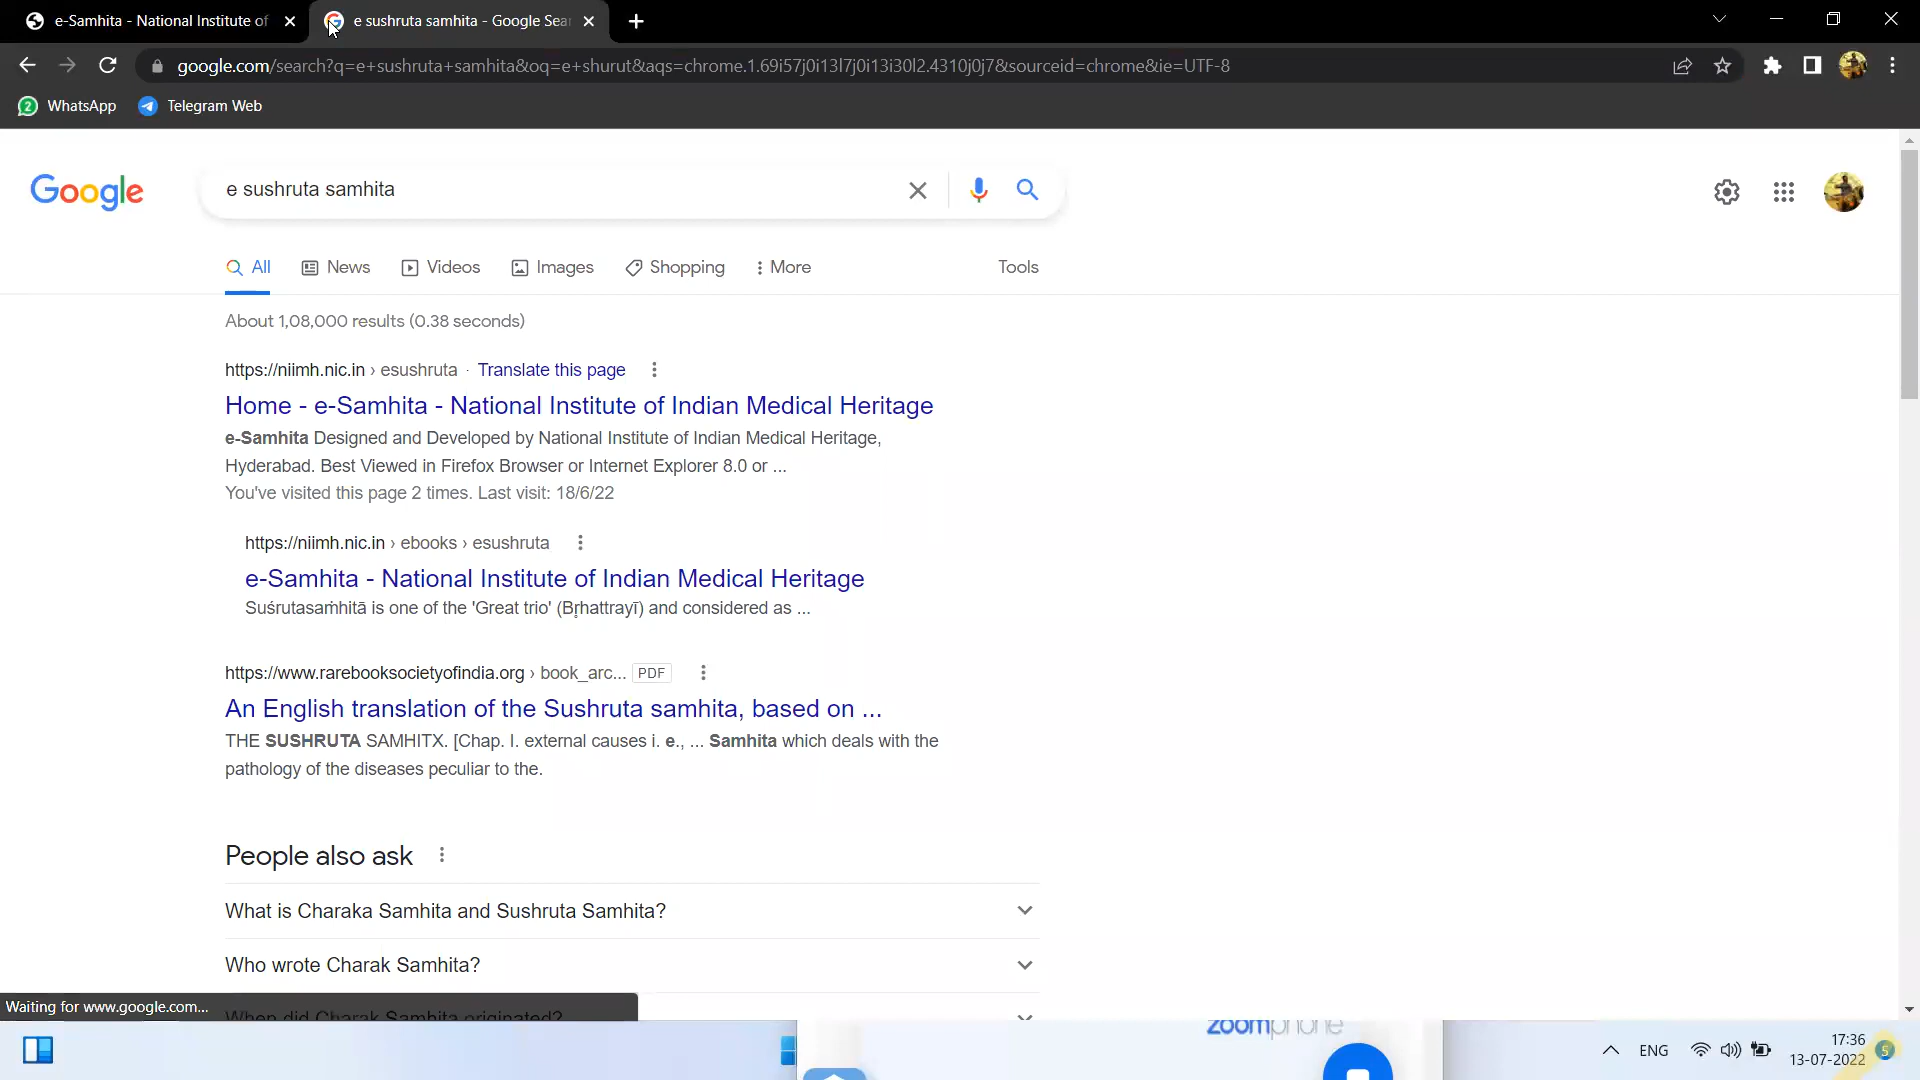 e-Samhita - National Institute of
e sushruta samhita - Google Sear
google.com/search?q=e+sushruta+samhita&oq=e+shurut&aqs=chrome.1.69i57j0i13l7j0i13i30l2.4310j0j7&sourceid=chrome&ie=UTF-8
2 WhatsApp Telegram Web
Google e sushruta samhita
All News Videos Images Shopping More Tools
About 1,08,000 results (0.38 seconds)
https://niimh.nic.in › esushruta · Translate this page
Home - e-Samhita - National Institute of Indian Medical Heritage
e-Samhita Designed and Developed by National Institute of Indian Medical Heritage,
Hyderabad. Best Viewed in Firefox Browser or Internet Explorer 8.0 or ...
You've visited this page 2 times. Last visit: 18/6/22
https://niimh.nic.in › ebooks › esushruta
e-Samhita - National Institute of Indian Medical Heritage
Suśrutasaṁhitā is one of the 'Great trio' (Bṛhattrayī) and considered as ...
https://www.rarebooksocietyofindia.org › book_arc... PDF
An English translation of the Sushruta samhita, based on ...
THE SUSHRUTA SAMHITX. [Chap. I. external causes i. e., ... Samhita which deals with the
pathology of the diseases peculiar to the.
People also ask
What is Charaka Samhita and Sushruta Samhita?
Who wrote Charak Samhita?
When did Charak Samhita originated?
Waiting for www.google.com...
zoomphone
ENG
17:36
13-07-2022
5